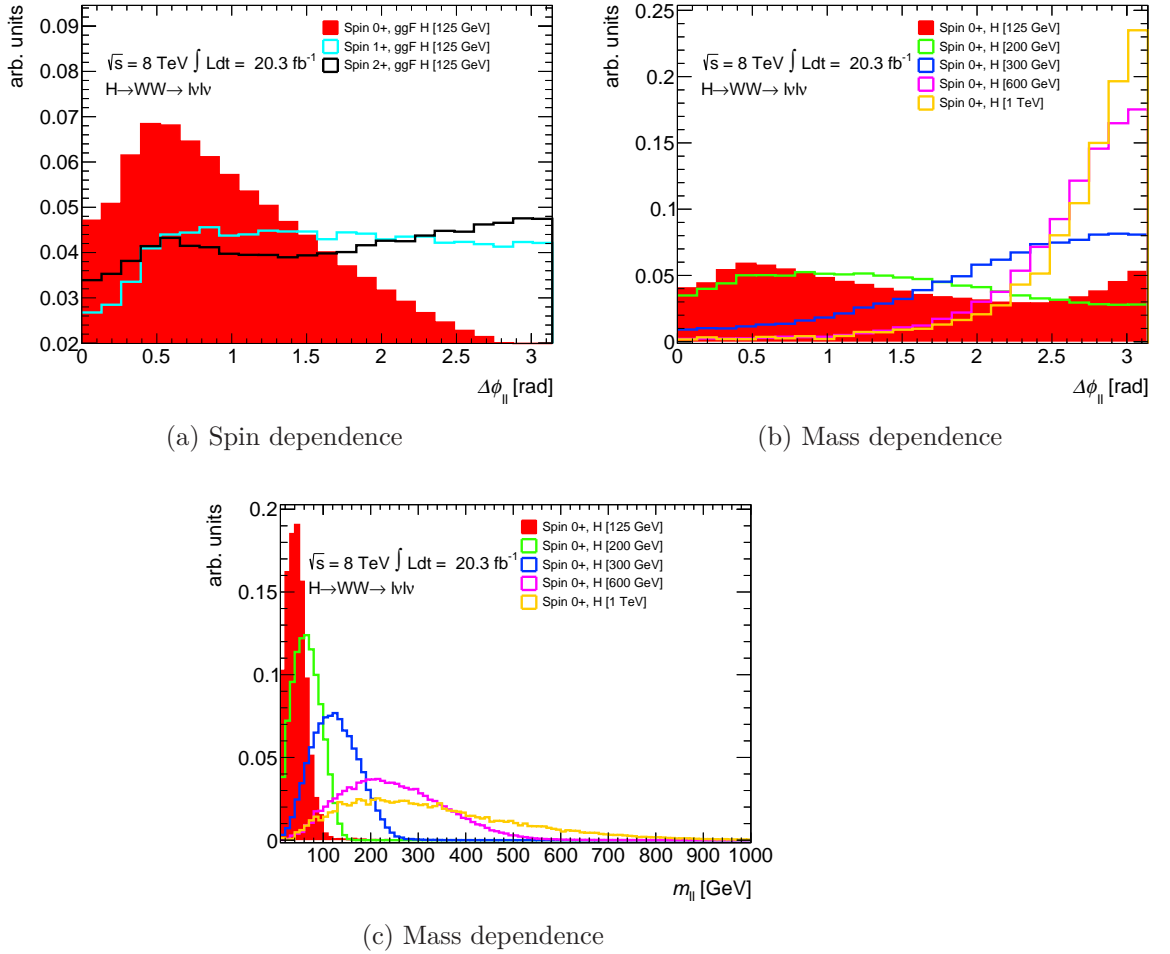 arb. units
0.09
0.08
0.07
0.06
0.05
0.04
0.03
0.02
0 0.5 1 1.5 2 2.5 3
Δϕ_ll [rad]
Spin 0+, ggF H [125 GeV]
Spin 1+, ggF H [125 GeV]
Spin 2+, ggF H [125 GeV]
√s = 8 TeV ∫ Ldt = 20.3 fb⁻¹
H→WW→ lνlν
(a) Spin dependence
arb. units
0.25
0.2
0.15
0.1
0.05
0
0 0.5 1 1.5 2 2.5 3
Δϕ_ll [rad]
Spin 0+, H [125 GeV]
Spin 0+, H [200 GeV]
Spin 0+, H [300 GeV]
Spin 0+, H [600 GeV]
Spin 0+, H [1 TeV]
√s = 8 TeV ∫ Ldt = 20.3 fb⁻¹
H→WW→ lνlν
(b) Mass dependence
arb. units
0.2
0.15
0.1
0.05
0
100 200 300 400 500 600 700 800 900 1000
m_ll [GeV]
Spin 0+, H [125 GeV]
Spin 0+, H [200 GeV]
Spin 0+, H [300 GeV]
Spin 0+, H [600 GeV]
Spin 0+, H [1 TeV]
√s = 8 TeV ∫ Ldt = 20.3 fb⁻¹
H→WW→ lνlν
(c) Mass dependence